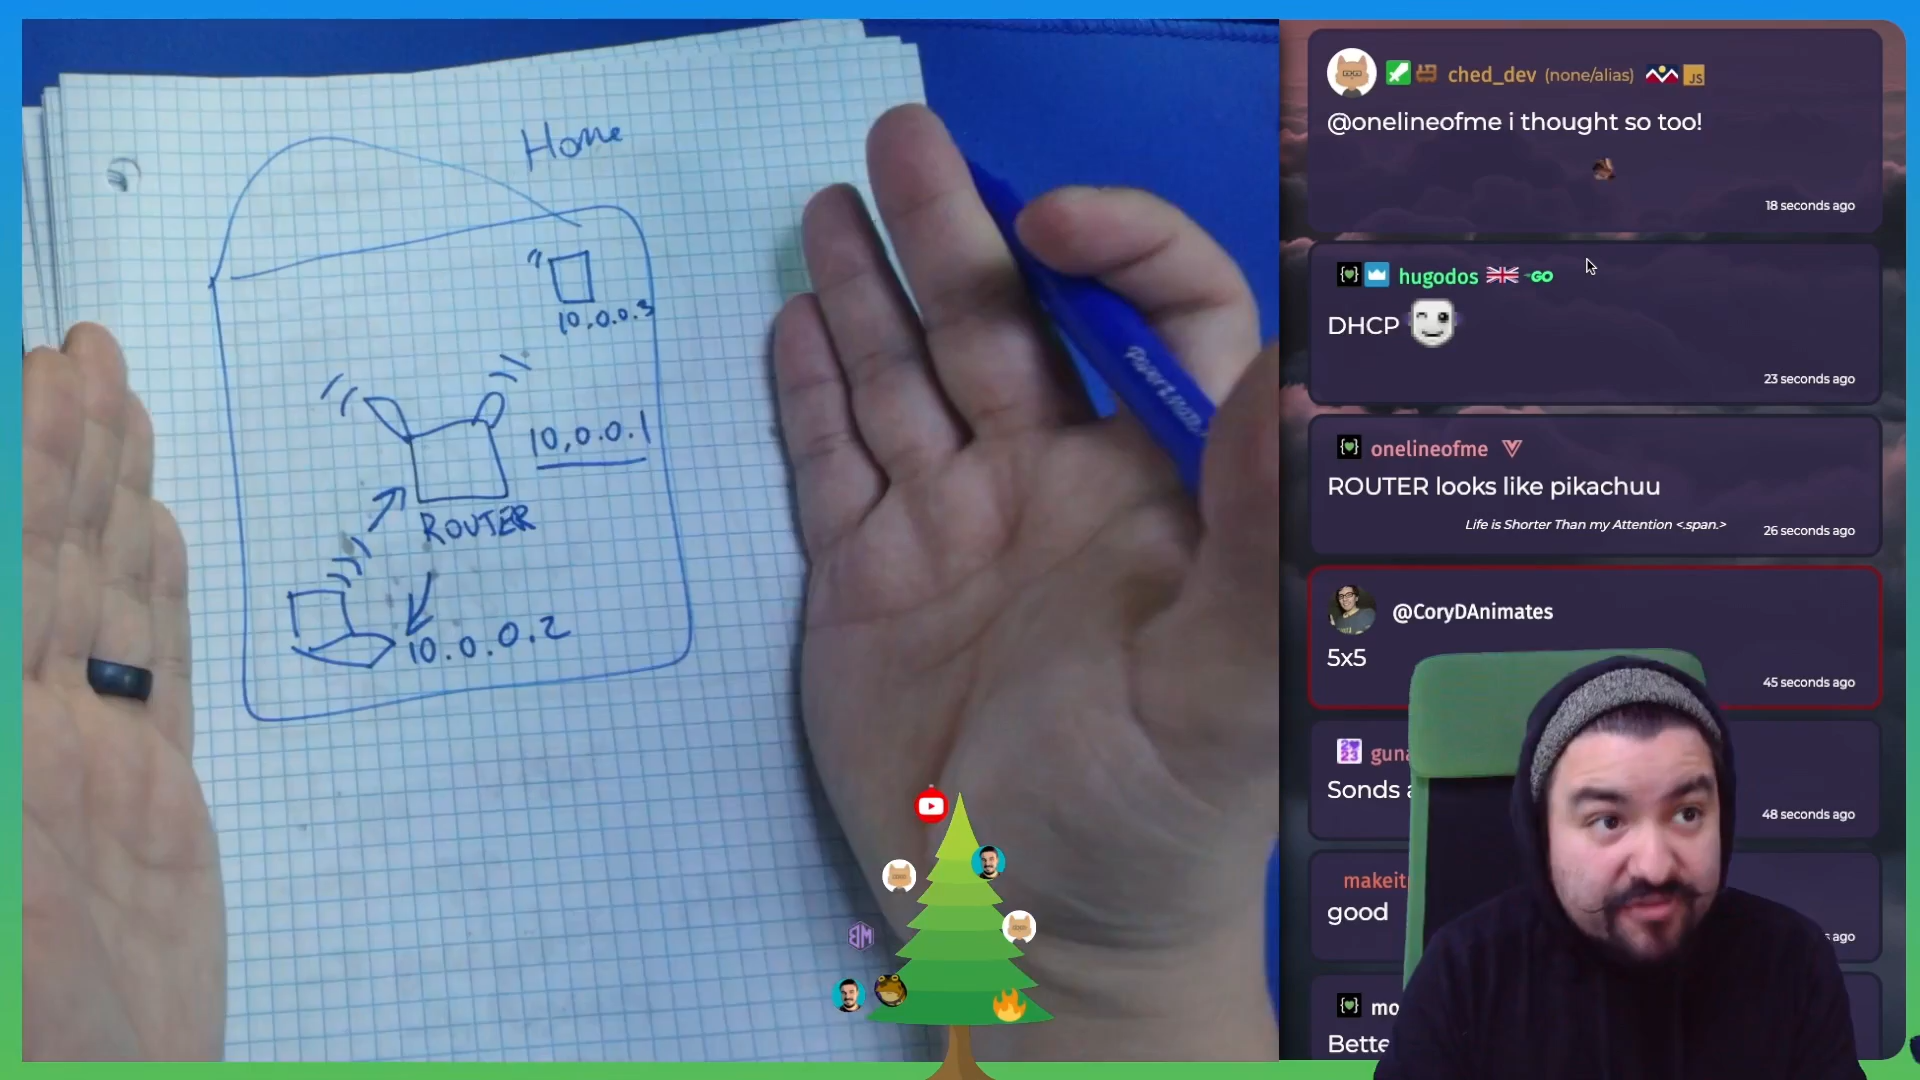 Home
10.0.0.3
10.0.0.1
ROUTER
10.0.0.2
ched_dev (none/alias) JS
@onelineofme i thought so too!
18 seconds ago
hugodos GO
DHCP
23 seconds ago
onelineofme
ROUTER looks like pikachuu
Life is Shorter Than my Attention <.span.>
26 seconds ago
@CoryDAnimates
5x5
45 seconds ago
guna
Sonds a
48 seconds ago
makeit
good
s ago
mo
Bette